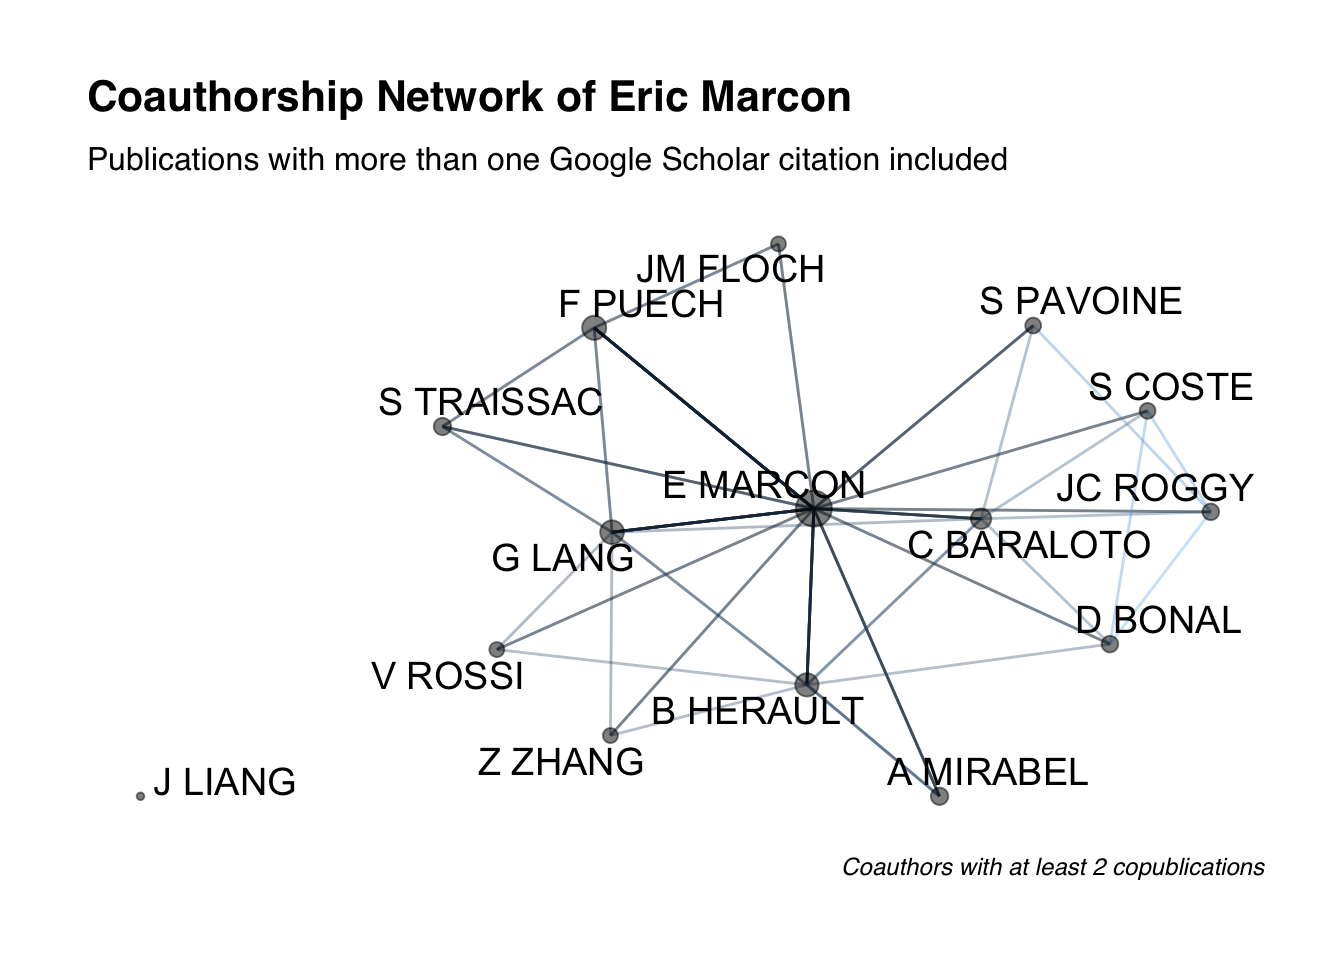 Coauthorship Network of Eric Marcon
Publications with more than one Google Scholar citation included
JM FLOCH
F PUECH
S PAVOINE
S COSTE
S TRAISSAC
E MARCON
JC ROGGY
C BARALOTO
G LANG
D BONAL
V ROSSI
B HERAULT
Z ZHANG
A MIRABEL
J LIANG
Coauthors with at least 2 copublications